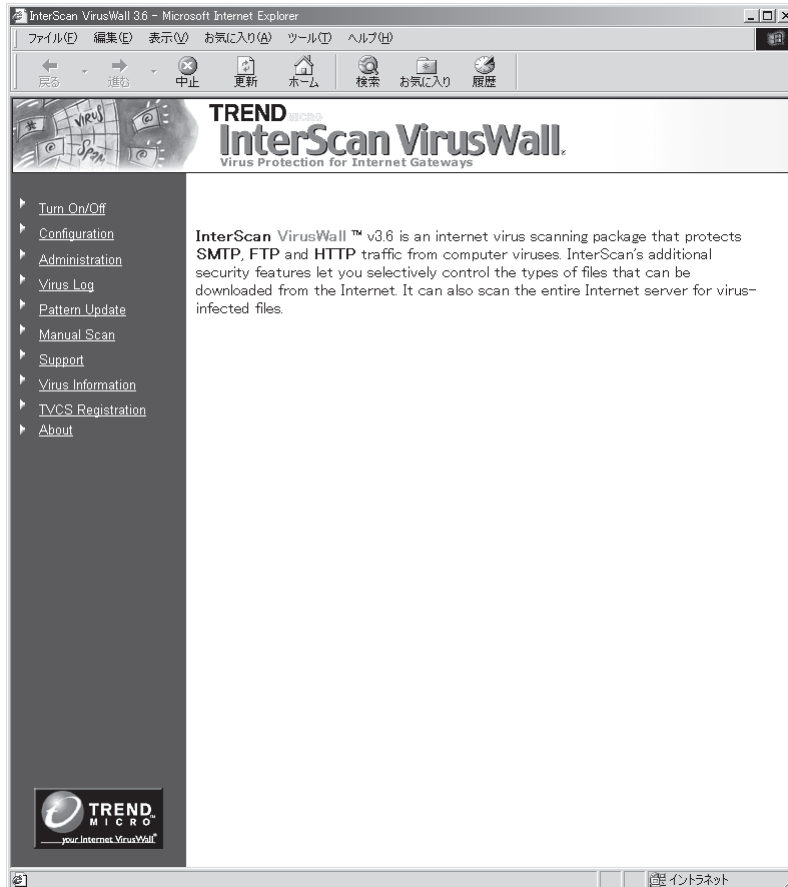 InterScan VirusWall 3.6 - Microsoft Internet Explorer
ファイル(F) 編集(E) 表示(V) お気に入り(A) ツール(T) ヘルプ(H)
戻る 進む 中止 更新 ホーム 検索 お気に入り 履歴
VIRUS
@
Spam
@
@
TREND MICRO
InterScan VirusWall.
Virus Protection for Internet Gateways
Turn On/Off
Configuration
Administration
Virus Log
Pattern Update
Manual Scan
Support
Virus Information
TVCS Registration
About
InterScan VirusWall ™ v3.6 is an internet virus scanning package that protects
SMTP, FTP and HTTP traffic from computer viruses. InterScan's additional
security features let you selectively control the types of files that can be
downloaded from the Internet. It can also scan the entire Internet server for virus-
infected files.
TREND
MICRO™
your Internet VirusWall®
イントラネット